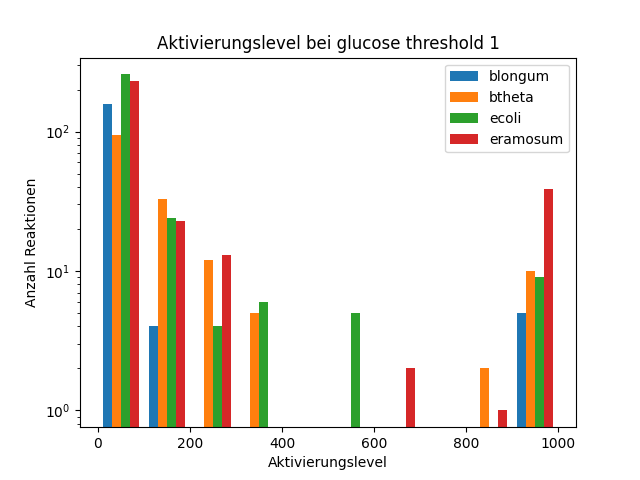 Aktivierungslevel bei glucose threshold 1
blongum
btheta
ecoli
eramosum
Anzahl Reaktionen
10²
10¹
10⁰
0 200 400 600 800 1000
Aktivierungslevel